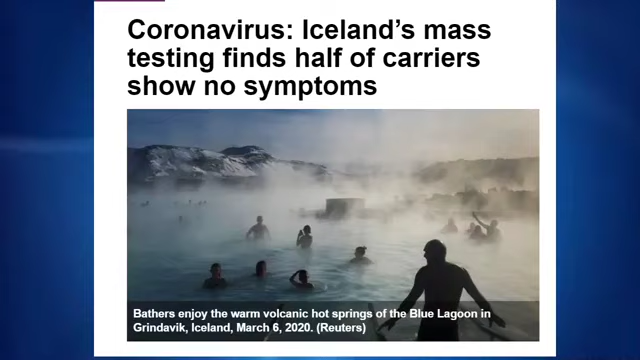 Coronavirus: Iceland’s mass
testing finds half of carriers
show no symptoms
Bathers enjoy the warm volcanic hot springs of the Blue Lagoon in
Grindavik, Iceland, March 6, 2020. (Reuters)